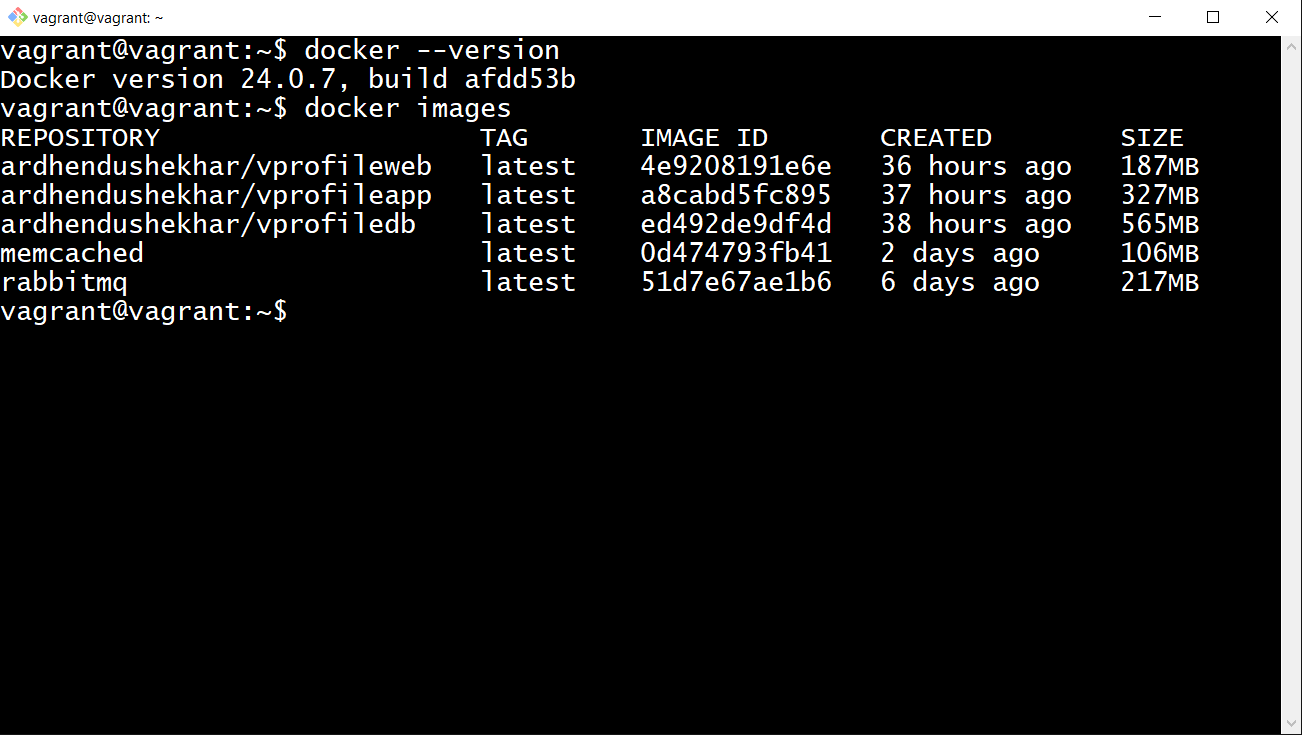 vagrant@vagrant: ~
vagrant@vagrant:~$ docker --version
Docker version 24.0.7, build afdd53b
vagrant@vagrant:~$ docker images
REPOSITORY                    TAG       IMAGE ID       CREATED        SIZE
ardhendushekhar/vprofileweb   latest    4e9208191e6e   36 hours ago   187MB
ardhendushekhar/vprofileapp   latest    a8cabd5fc895   37 hours ago   327MB
ardhendushekhar/vprofiledb    latest    ed492de9df4d   38 hours ago   565MB
memcached                     latest    0d474793fb41   2 days ago     106MB
rabbitmq                      latest    51d7e67ae1b6   6 days ago     217MB
vagrant@vagrant:~$